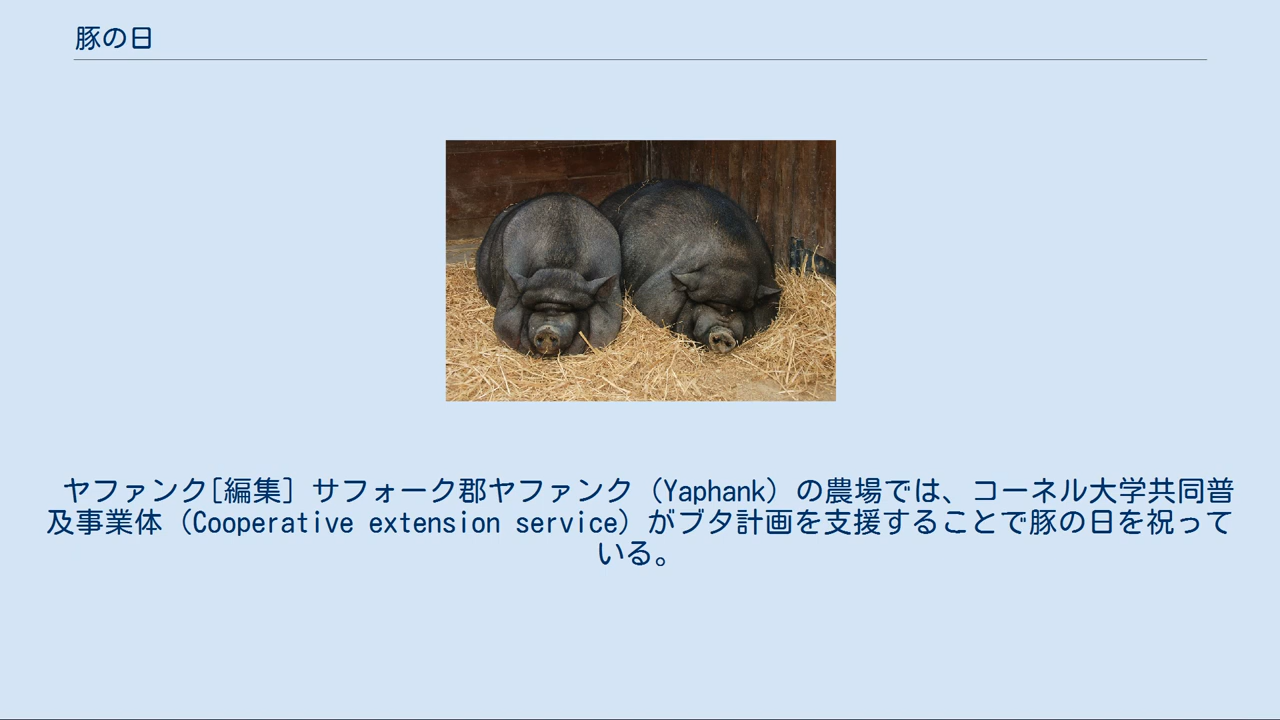 豚の日
ヤファンク[編集] サフォーク郡ヤファンク（Yaphank）の農場では、コーネル大学共同普
及事業体（Cooperative extension service）がブタ計画を支援することで豚の日を祝って
いる。